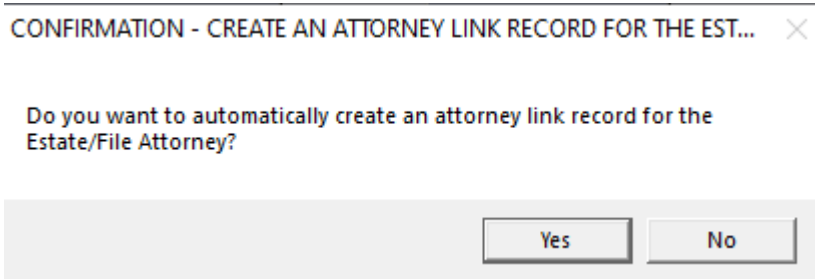 CONFIRMATION - CREATE AN ATTORNEY LINK RECORD FOR THE EST...
Do you want to automatically create an attorney link record for the
Estate/File Attorney?
Yes
No